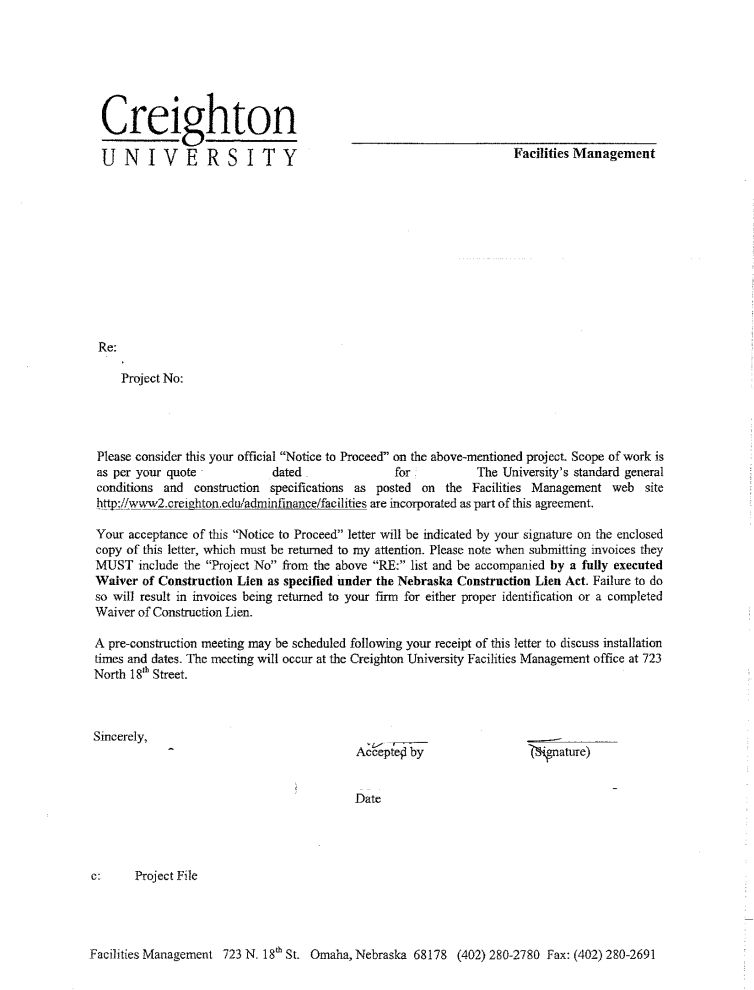 Creighton
UNIVERSITY
Facilities Management
Re:
Project No:
Please consider this your official “Notice to Proceed” on the above-mentioned project. Scope of work is
as per your quote dated for The University’s standard general
conditions and construction specifications as posted on the Facilities Management web site
http://www2.creighton.edu/adminfinance/facilities are incorporated as part of this agreement.
Your acceptance of this “Notice to Proceed” letter will be indicated by your signature on the enclosed
copy of this letter, which must be returned to my attention. Please note when submitting invoices they
MUST include the “Project No” from the above “RE:” list and be accompanied by a fully executed
Waiver of Construction Lien as specified under the Nebraska Construction Lien Act. Failure to do
so will result in invoices being returned to your firm for either proper identification or a completed
Waiver of Construction Lien.
A pre-construction meeting may be scheduled following your receipt of this letter to discuss installation
times and dates. The meeting will occur at the Creighton University Facilities Management office at 723
North 18th Street.
Sincerely,
Accepted by (Signature)
Date
c: Project File
Facilities Management 723 N. 18th St. Omaha, Nebraska 68178 (402) 280-2780 Fax: (402) 280-2691